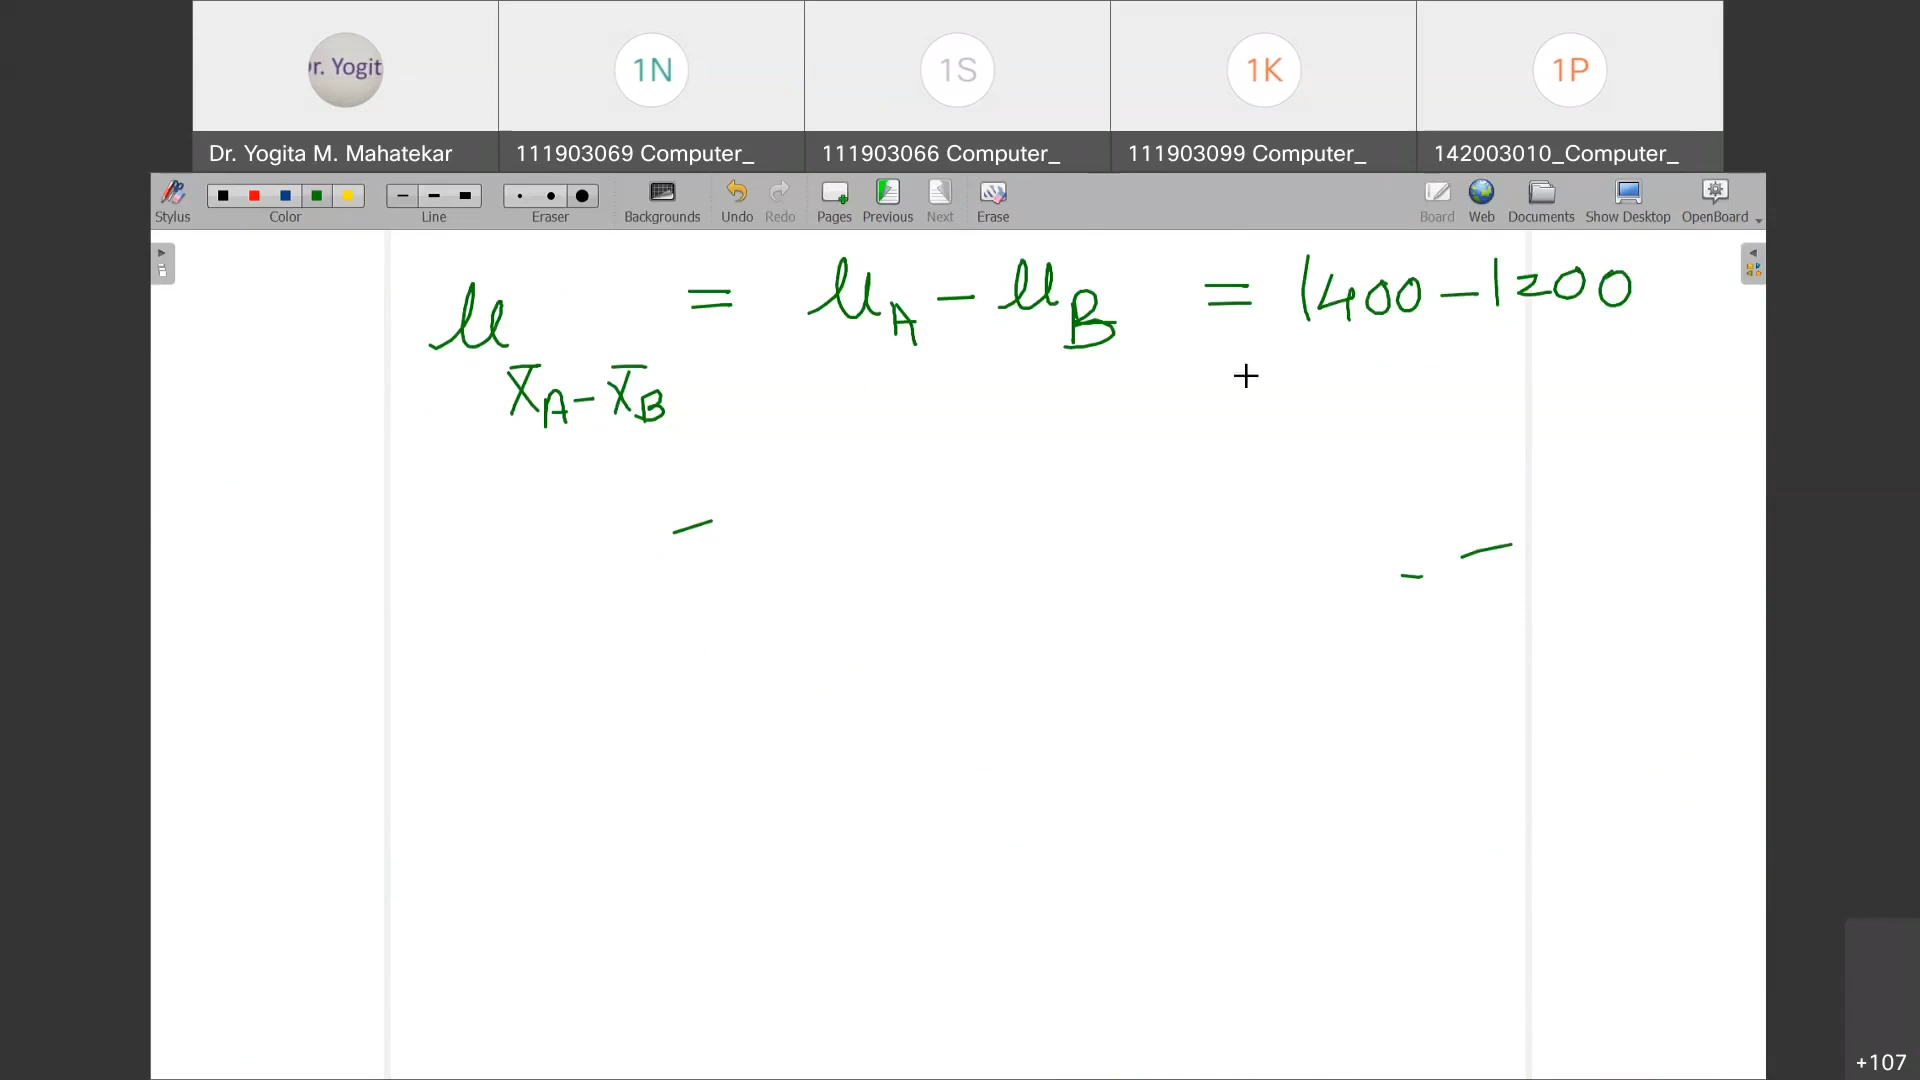 r. Yogit
1N
1S
1K
1P
Dr. Yogita M. Mahatekar
111903069 Computer_
111903066 Computer_
111903099 Computer_
142003010_Computer_
Stylus
Color
Line
Eraser
Backgrounds
Undo
Redo
Pages
Previous
Next
Erase
Board
Web
Documents
Show Desktop
OpenBoard
μ X̄A - X̄B = μA - μB = 1400 - 1200
+107